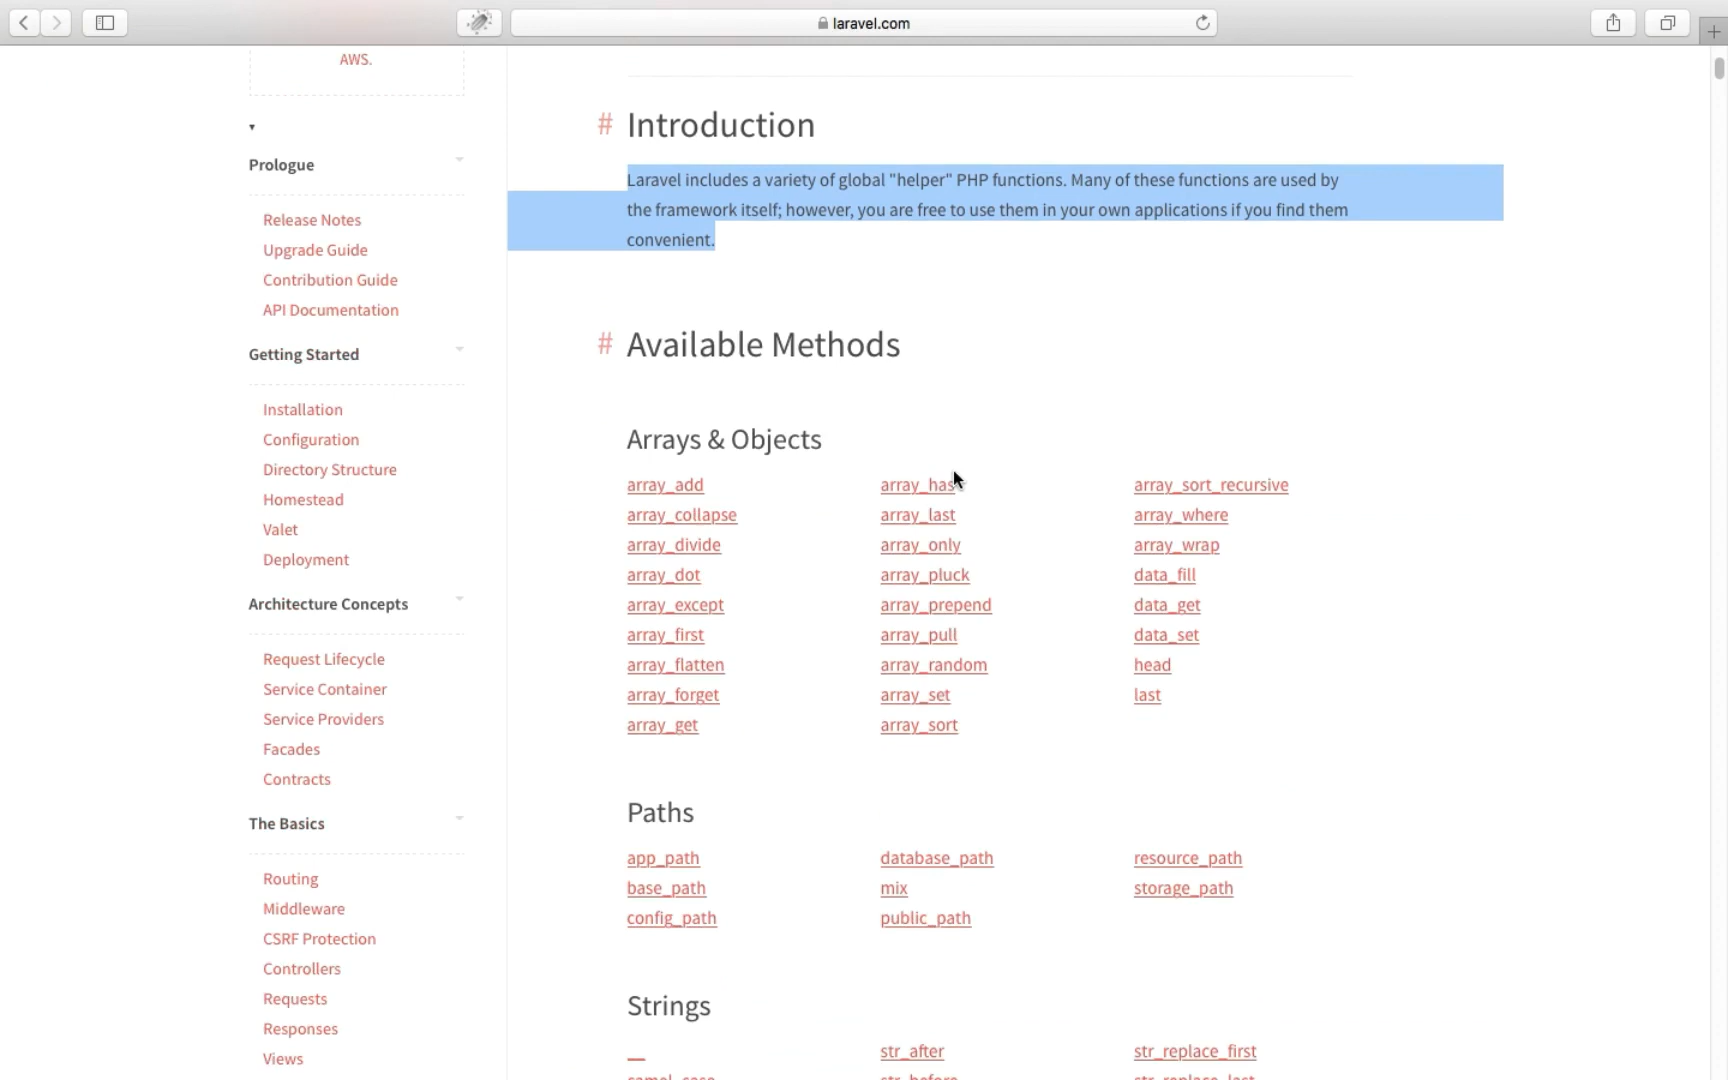 laravel.com
AWS.
Prologue
Release Notes
Upgrade Guide
Contribution Guide
API Documentation
Getting Started
Installation
Configuration
Directory Structure
Homestead
Valet
Deployment
Architecture Concepts
Request Lifecycle
Service Container
Service Providers
Facades
Contracts
The Basics
Routing
Middleware
CSRF Protection
Controllers
Requests
Responses
Views
# Introduction
Laravel includes a variety of global "helper" PHP functions. Many of these functions are used by
the framework itself; however, you are free to use them in your own applications if you find them
convenient.
# Available Methods
Arrays & Objects
array_add
array_collapse
array_divide
array_dot
array_except
array_first
array_flatten
array_forget
array_get
array_has
array_last
array_only
array_pluck
array_prepend
array_pull
array_random
array_set
array_sort
array_sort_recursive
array_where
array_wrap
data_fill
data_get
data_set
head
last
Paths
app_path
base_path
config_path
database_path
mix
public_path
resource_path
storage_path
Strings
__
camel_case
str_after
str_before
str_replace_first
str_replace_last